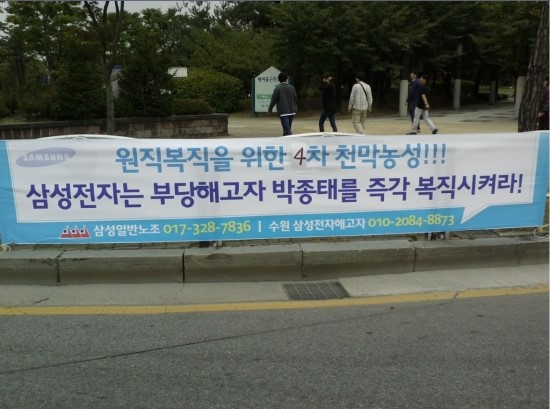 SAMSUNG
원직복직을 위한 4차 천막농성!!!
삼성전자는 부당해고자 박종태를 즉각 복직시켜라!
삼성일반노조 017-328-7836 | 수원 삼성전자해고자 010-2084-8873